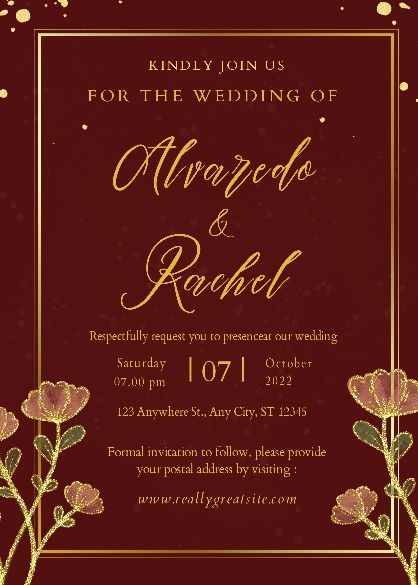 KINDLY JOIN US
FOR THE WEDDING OF
Alvaredo
&
Rachel
Respectfully request you to presenceat our wedding
Saturday
07.00 pm
| 07 |
October
2022
123 Anywhere St., Any City, ST 12345
Formal invitation to follow, please provide
your postal address by visiting :
www.reallygreatsite.com